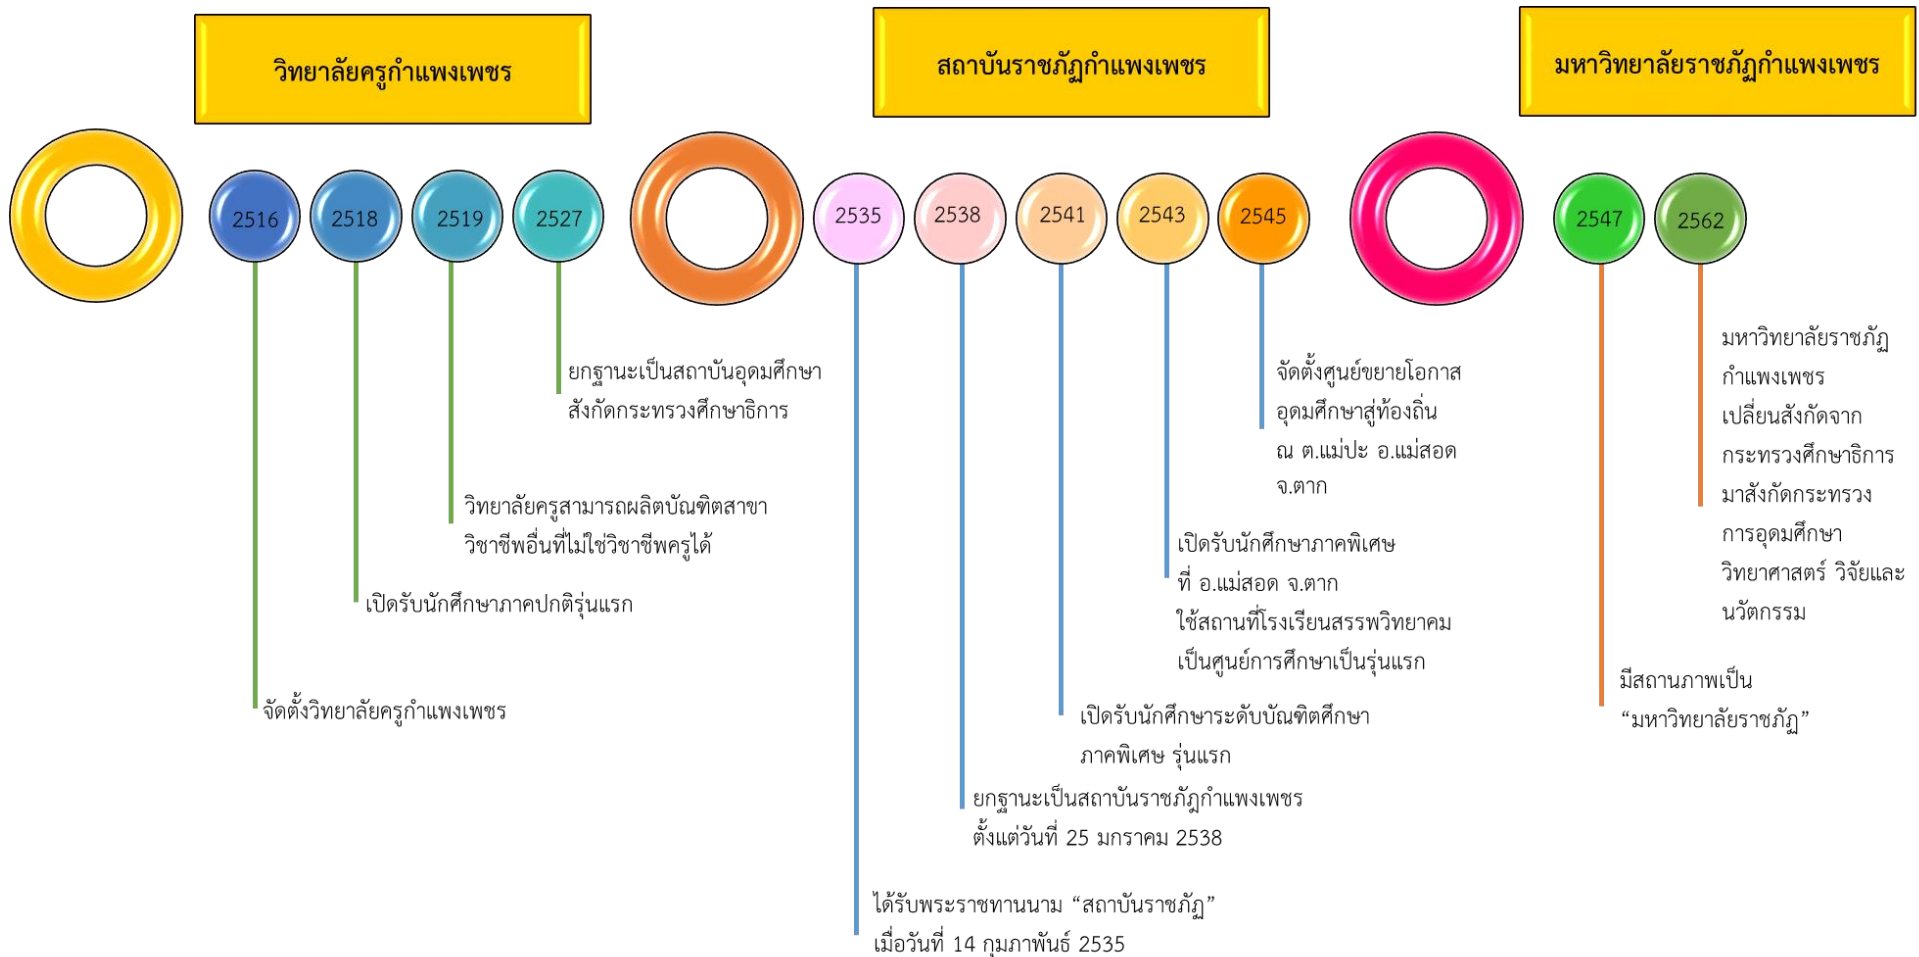 วิทยาลัยครูกำแพงเพชร
สถาบันราชภัฏกำแพงเพชร
มหาวิทยาลัยราชภัฏกำแพงเพชร
2516
2518
2519
2527
2535
2538
2541
2543
2545
2547
2562
ยกฐานะเป็นสถาบันอุดมศึกษา
สังกัดกระทรวงศึกษาธิการ
วิทยาลัยครูสามารถผลิตบัณฑิตสาขา
วิชาชีพอื่นที่ไม่ใช่วิชาชีพครูได้
เปิดรับนักศึกษาภาคปกติรุ่นแรก
จัดตั้งวิทยาลัยครูกำแพงเพชร
จัดตั้งศูนย์ขยายโอกาส
อุดมศึกษาสู่ท้องถิ่น
ณ ต.แม่ปะ อ.แม่สอด
จ.ตาก
เปิดรับนักศึกษาภาคพิเศษ
ที่ อ.แม่สอด จ.ตาก
ใช้สถานที่โรงเรียนสรรพวิทยาคม
เป็นศูนย์การศึกษาเป็นรุ่นแรก
เปิดรับนักศึกษาระดับบัณฑิตศึกษา
ภาคพิเศษ รุ่นแรก
ยกฐานะเป็นสถาบันราชภัฎกำแพงเพชร
ตั้งแต่วันที่ 25 มกราคม 2538
ได้รับพระราชทานนาม “สถาบันราชภัฏ”
เมื่อวันที่ 14 กุมภาพันธ์ 2535
มหาวิทยาลัยราชภัฏ
กำแพงเพชร
เปลี่ยนสังกัดจาก
กระทรวงศึกษาธิการ
มาสังกัดกระทรวง
การอุดมศึกษา
วิทยาศาสตร์ วิจัยและ
นวัตกรรม
มีสถานภาพเป็น
“มหาวิทยาลัยราชภัฏ”